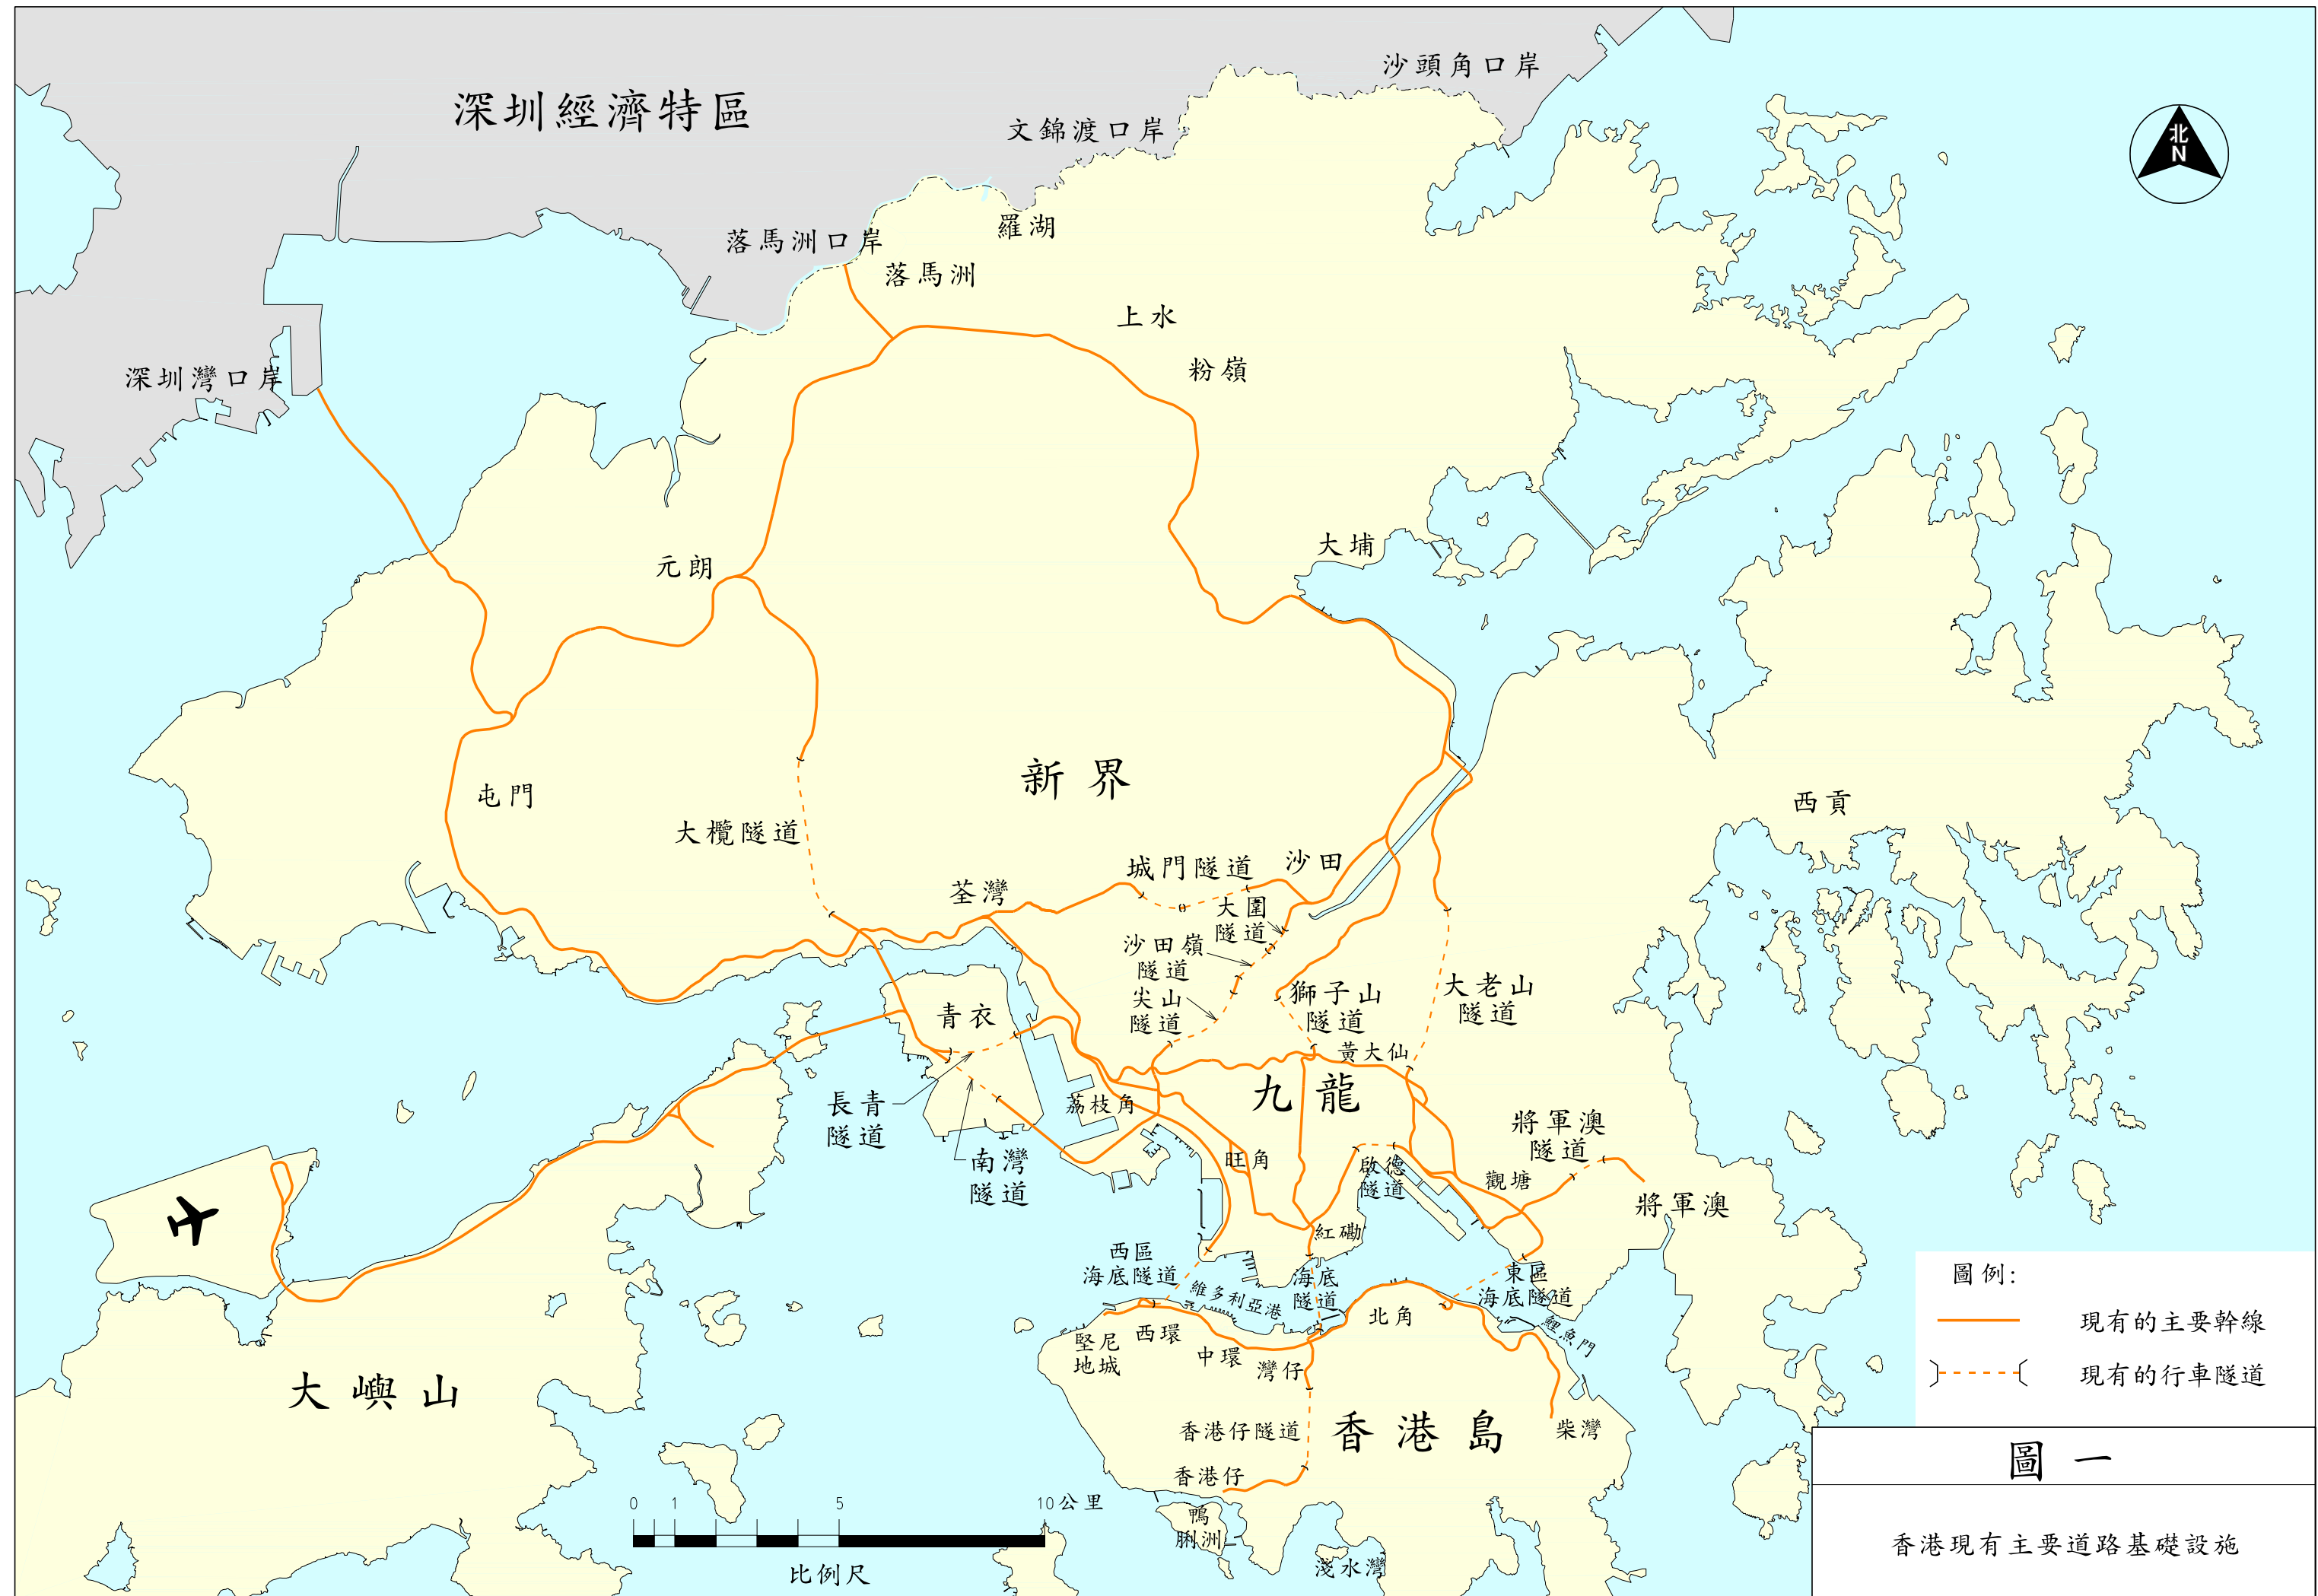 沙頭角口岸
深圳經濟特區
文錦渡口岸
北
N
羅湖
落馬洲口岸
落馬洲
上水
粉嶺
深圳灣口岸
大埔
元朗
新界
屯門
西貢
大欖隧道
城門隧道
沙田
荃灣
大圍
隧道
沙田嶺
隧道
尖山
隧道
獅子山
隧道
大老山
隧道
青衣
黃大仙
九龍
長青
隧道
荔枝角
將軍澳
隧道
南灣
隧道
旺角
啟德
隧道
觀塘
將軍澳
紅磡
西區
海底隧道
維多利亞港
海底
隧道
東區
海底隧道
北角
鯉魚門
堅尼
地城
西環
中環
灣仔
大嶼山
香港仔隧道
香港島
柴灣
香港仔
鴨
脷洲
淺水灣
0 1 5 10公里
比例尺
圖例:
現有的主要幹線
現有的行車隧道
圖一
香港現有主要道路基礎設施